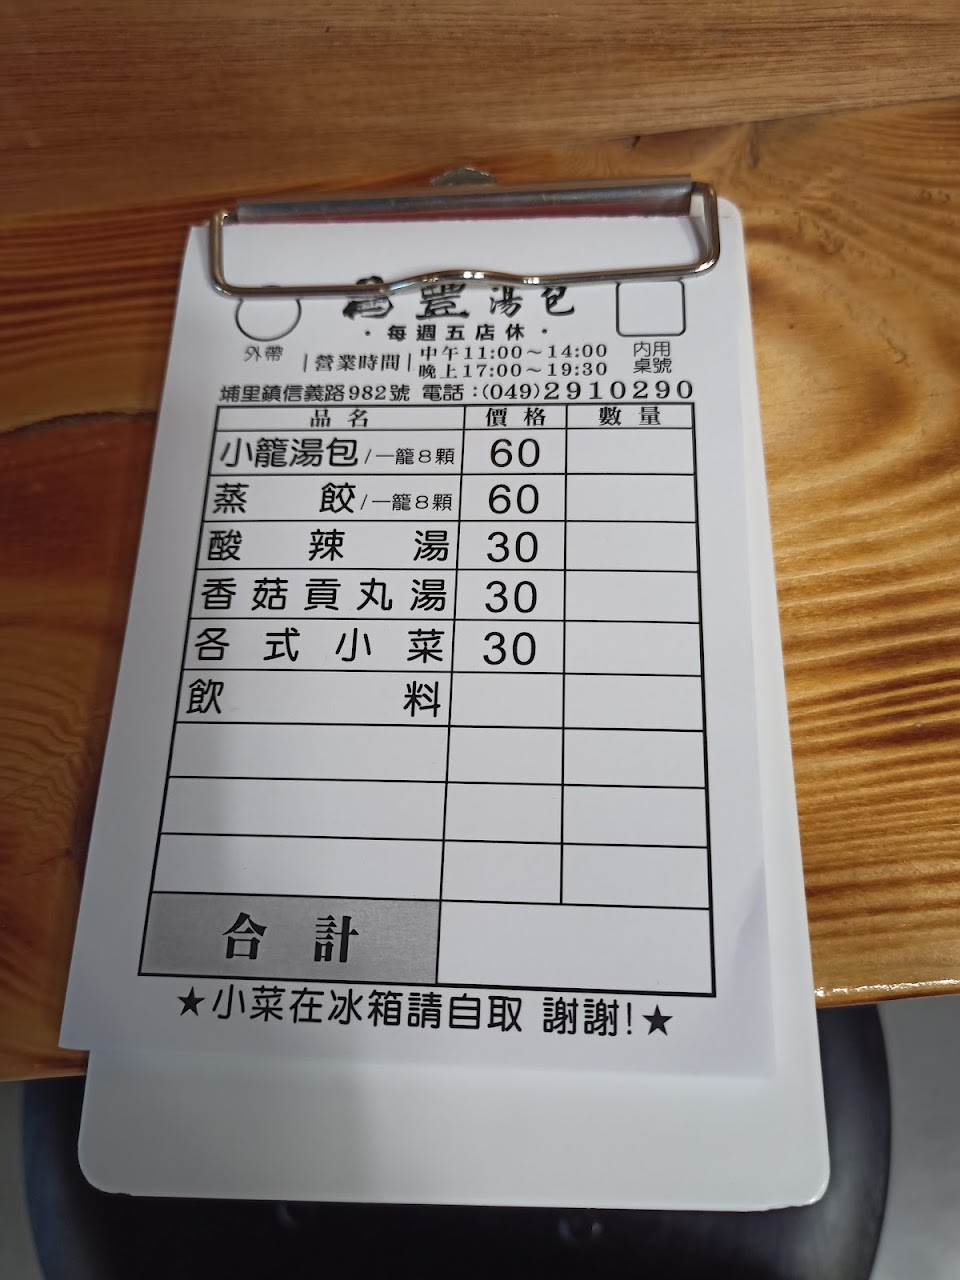 豐湯包
・每週五店休・
外帶
營業時間 中午11:00～14:00
晚上17:00～19:30
內用
桌號
埔里鎮信義路982號 電話：(049)2910290
品名 價格 數量
小籠湯包/一籠8顆 60
蒸餃/一籠8顆 60
酸辣湯 30
香菇貢丸湯 30
各式小菜 30
飲料
合計
★小菜在冰箱請自取 謝謝!★